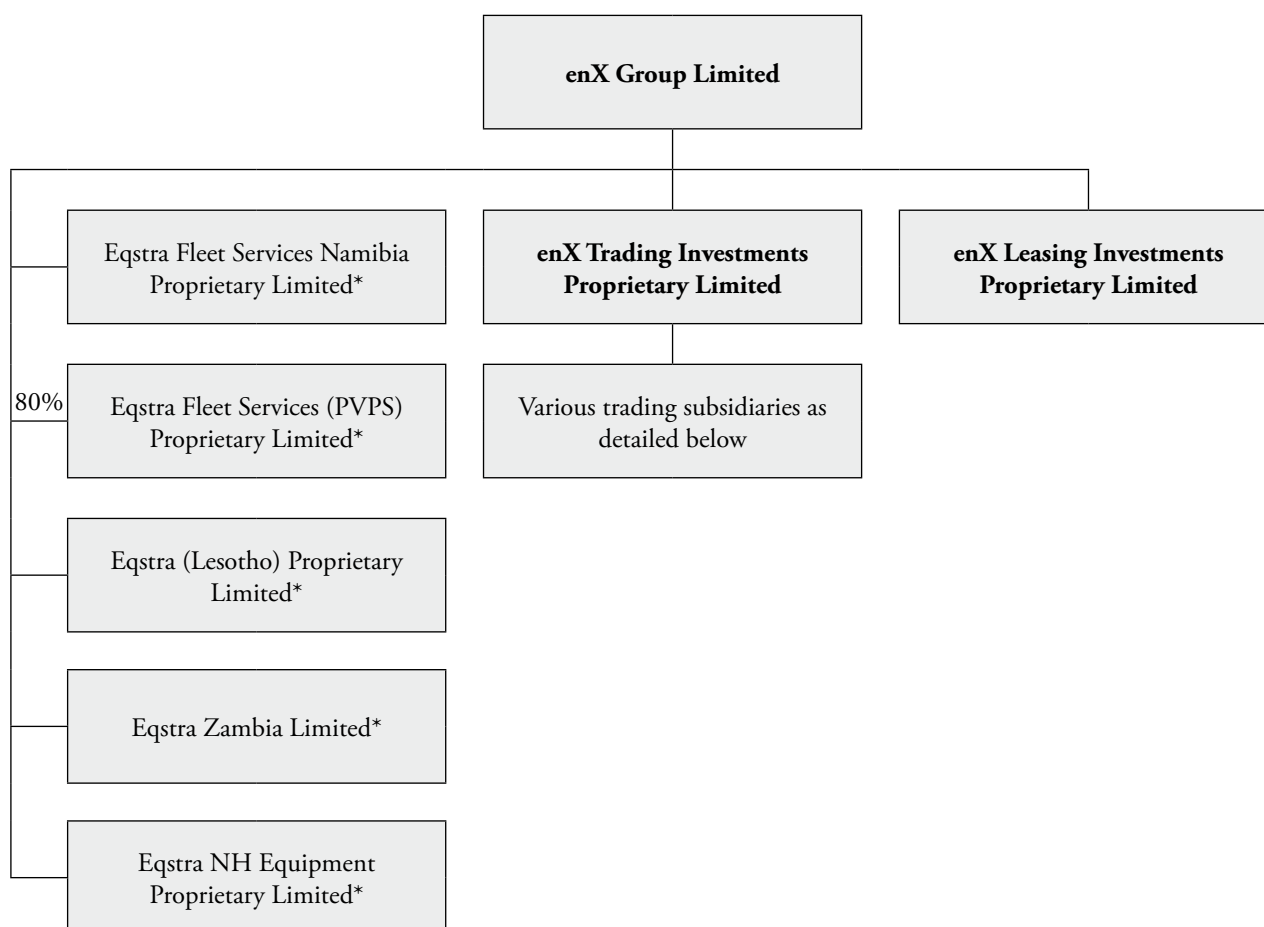 enX Group Limited
Eqstra Fleet Services Namibia
Proprietary Limited*
enX Trading Investments
Proprietary Limited
enX Leasing Investments
Proprietary Limited
80%
Eqstra Fleet Services (PVPS)
Proprietary Limited*
Various trading subsidiaries as
detailed below
Eqstra (Lesotho) Proprietary
Limited*
Eqstra Zambia Limited*
Eqstra NH Equipment
Proprietary Limited*